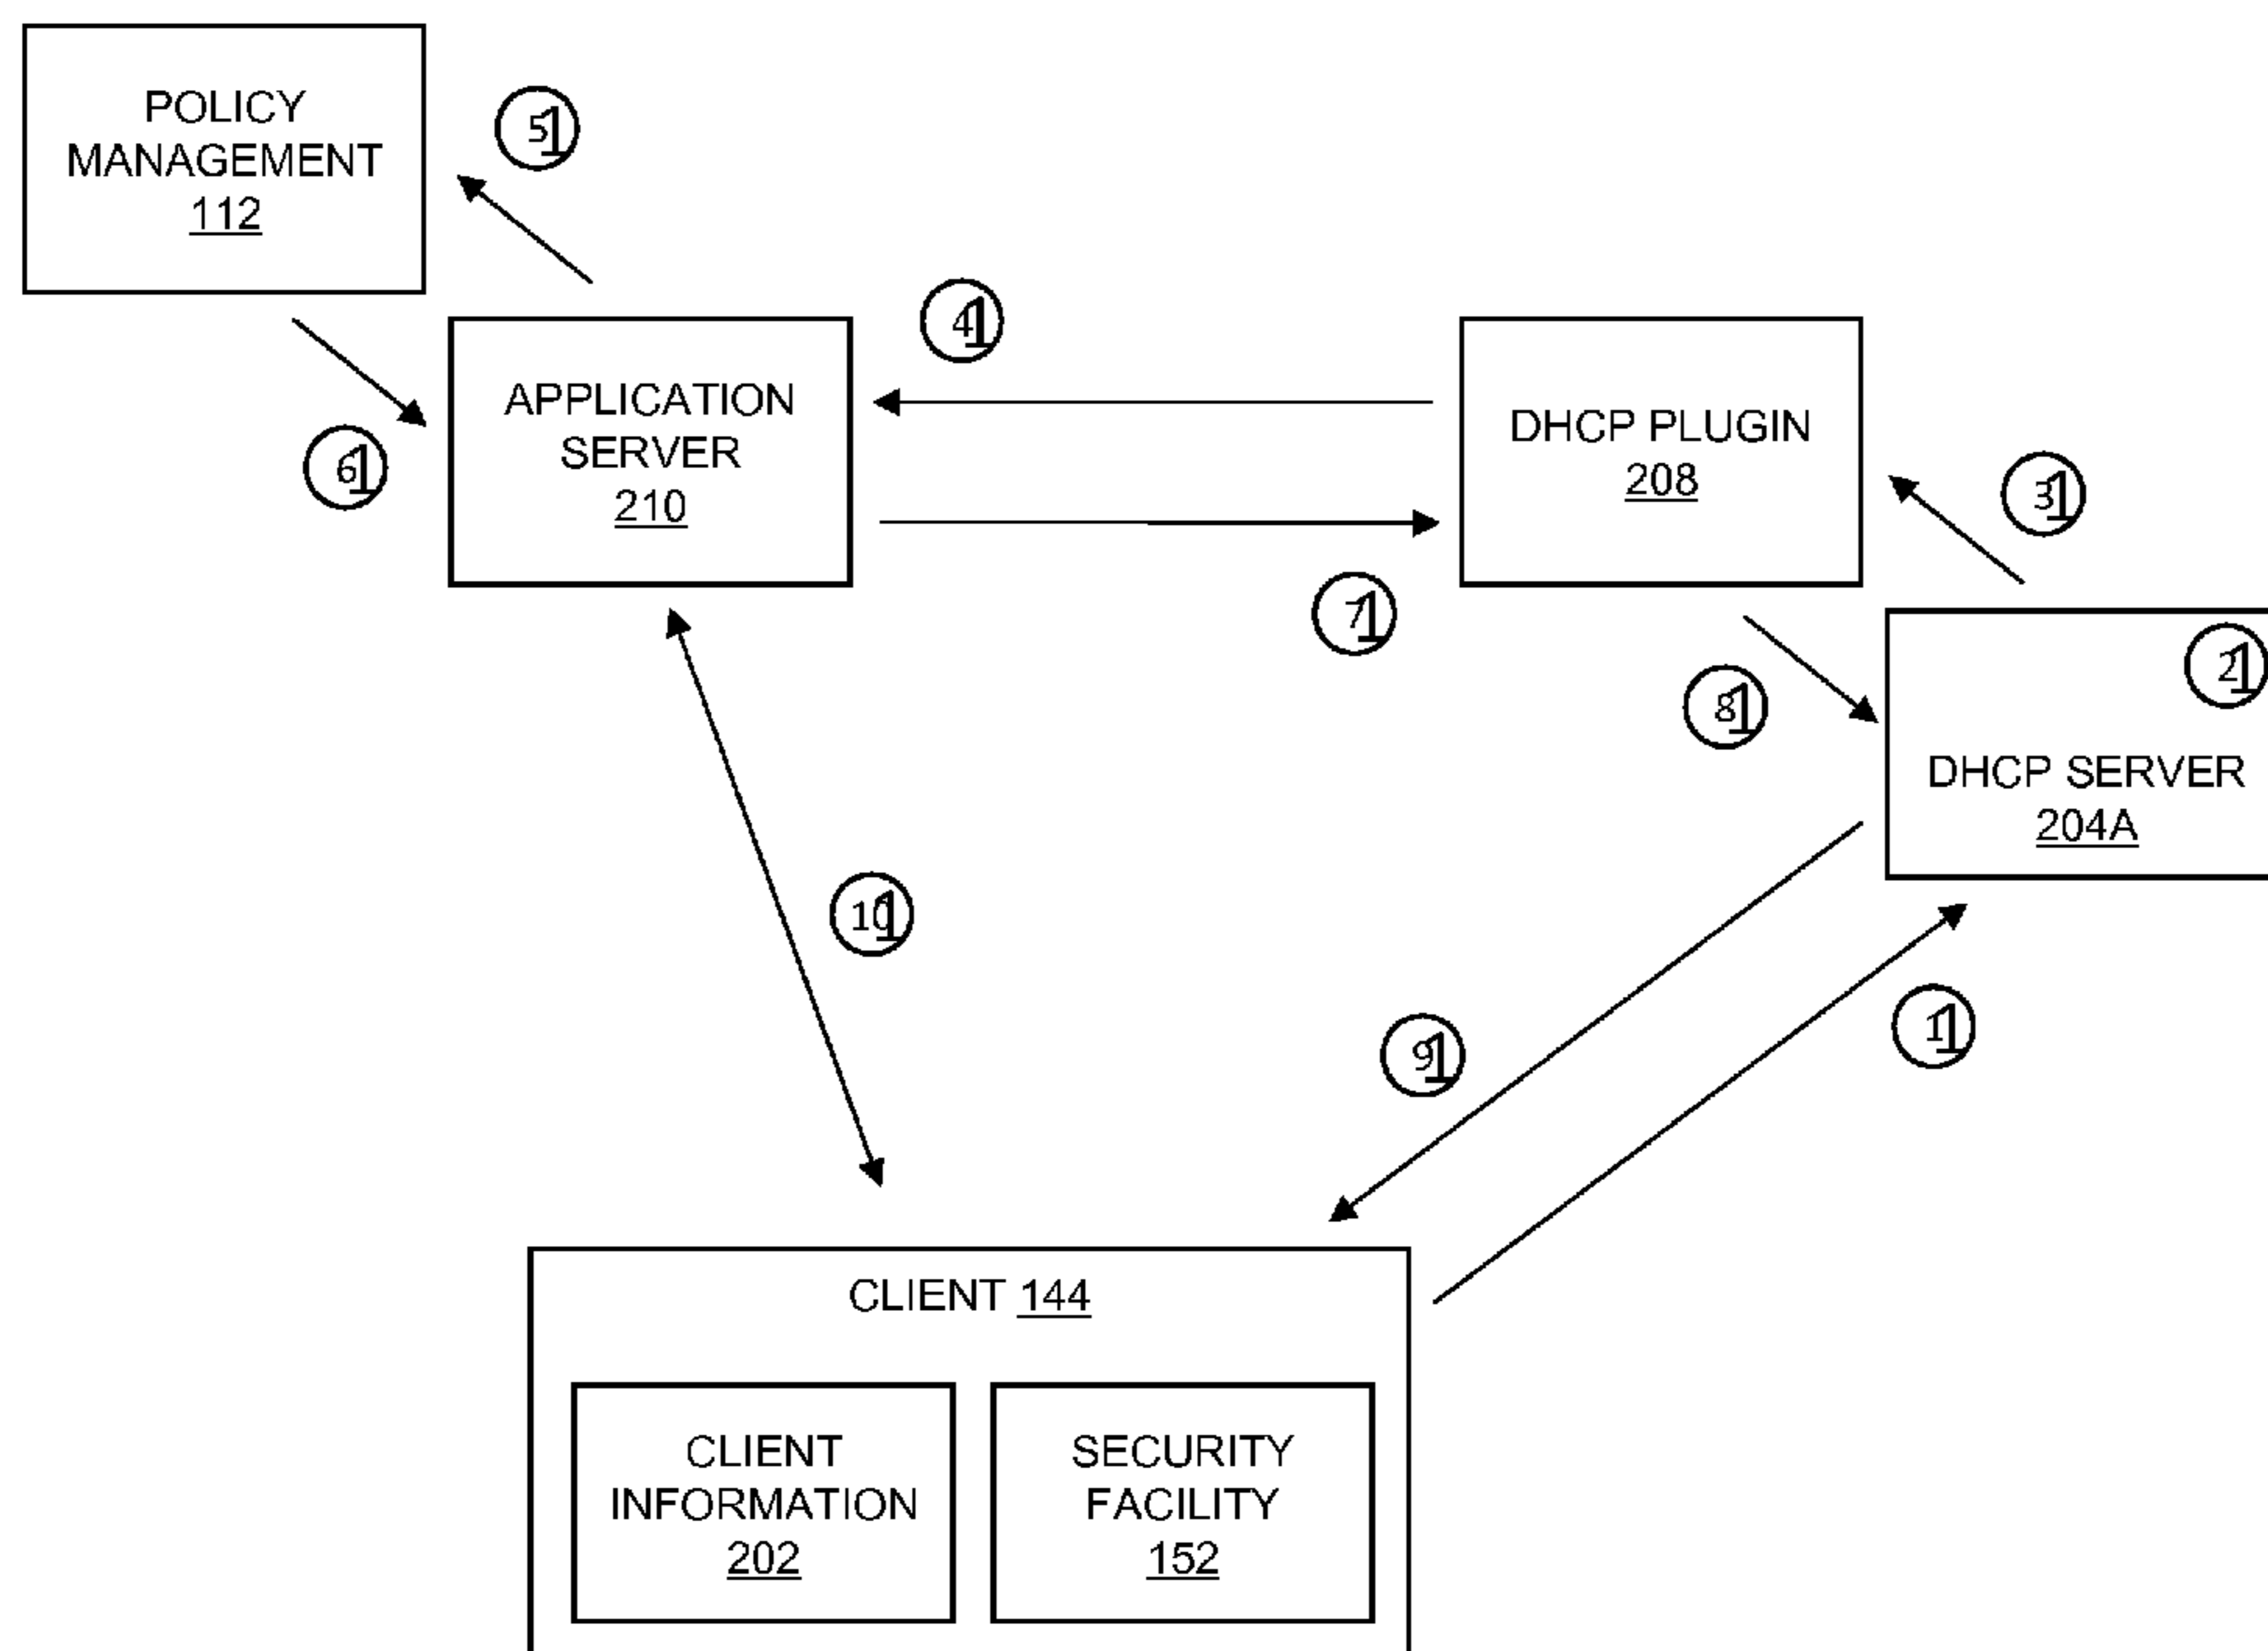 POLICY
MANAGEMENT
112
5
6
APPLICATION
SERVER
210
4
7
DHCP PLUGIN
208
3
8
2
DHCP SERVER
204A
10
9
1
CLIENT 144
CLIENT
INFORMATION
202
SECURITY
FACILITY
152